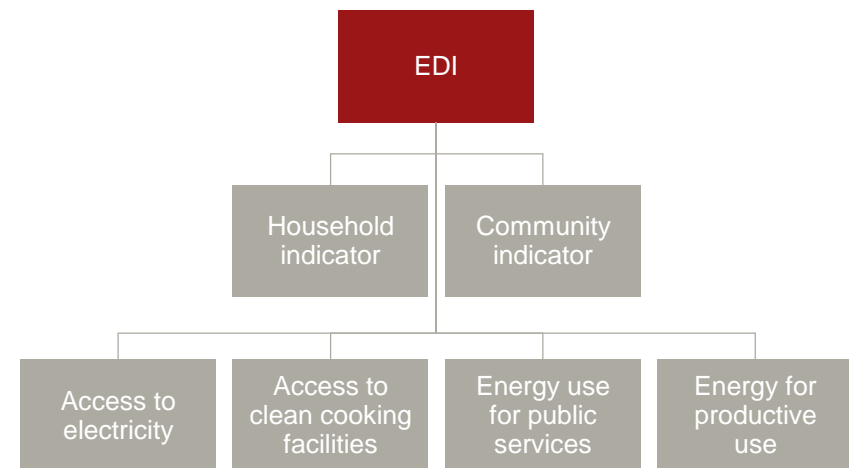 EDI
Household
indicator
Community
indicator
Access to
electricity
Access to
clean cooking
facilities
Energy use
for public
services
Energy for
productive
use